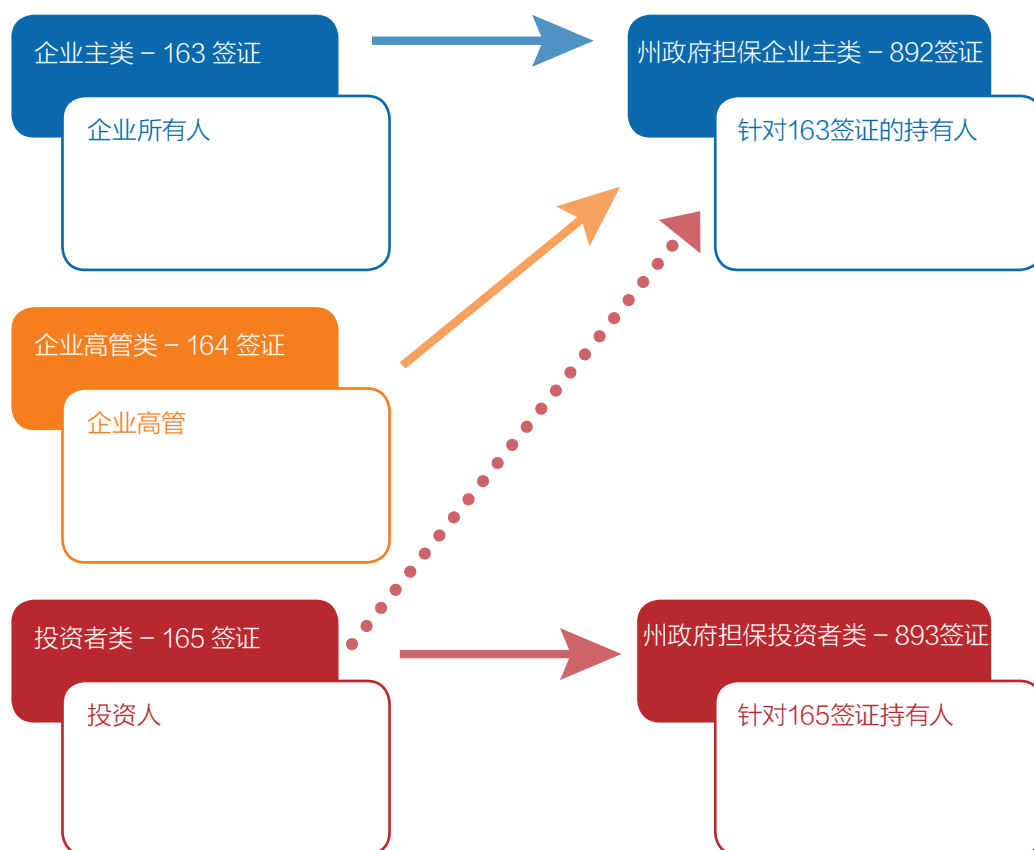 企业主类 – 163 签证
企业所有人
州政府担保企业主类 – 892签证
针对163签证的持有人
企业高管类 – 164 签证
企业高管
投资者类 – 165 签证
投资人
州政府担保投资者类 – 893签证
针对165签证持有人